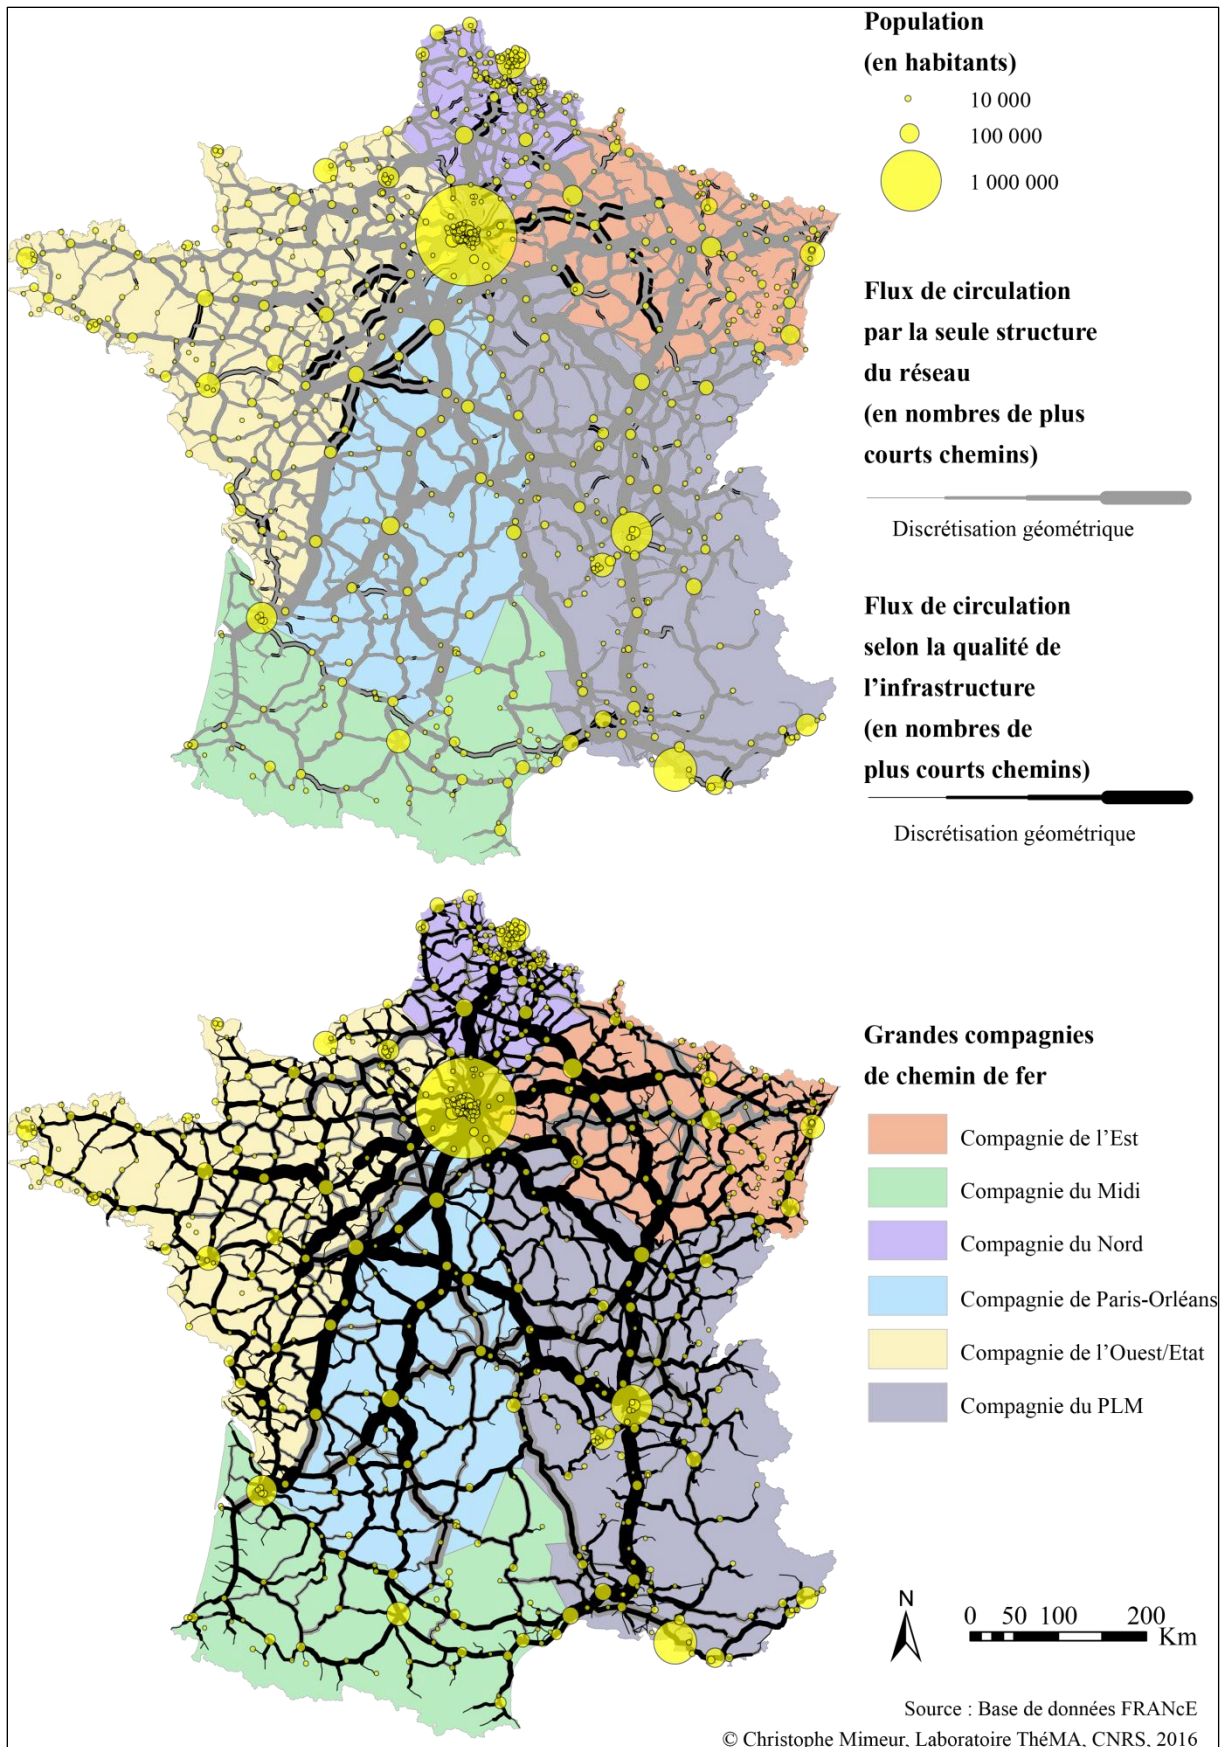 Population
(en habitants)
10 000
100 000
1 000 000
Flux de circulation
par la seule structure
du réseau
(en nombres de plus
courts chemins)
Discrétisation géométrique
Flux de circulation
selon la qualité de
l’infrastructure
(en nombres de
plus courts chemins)
Discrétisation géométrique
Grandes compagnies
de chemin de fer
Compagnie de l’Est
Compagnie du Midi
Compagnie du Nord
Compagnie de Paris-Orléans
Compagnie de l’Ouest/Etat
Compagnie du PLM
N
0 50 100 200
Km
Source : Base de données FRANcE
© Christophe Mimeur, Laboratoire ThéMA, CNRS, 2016